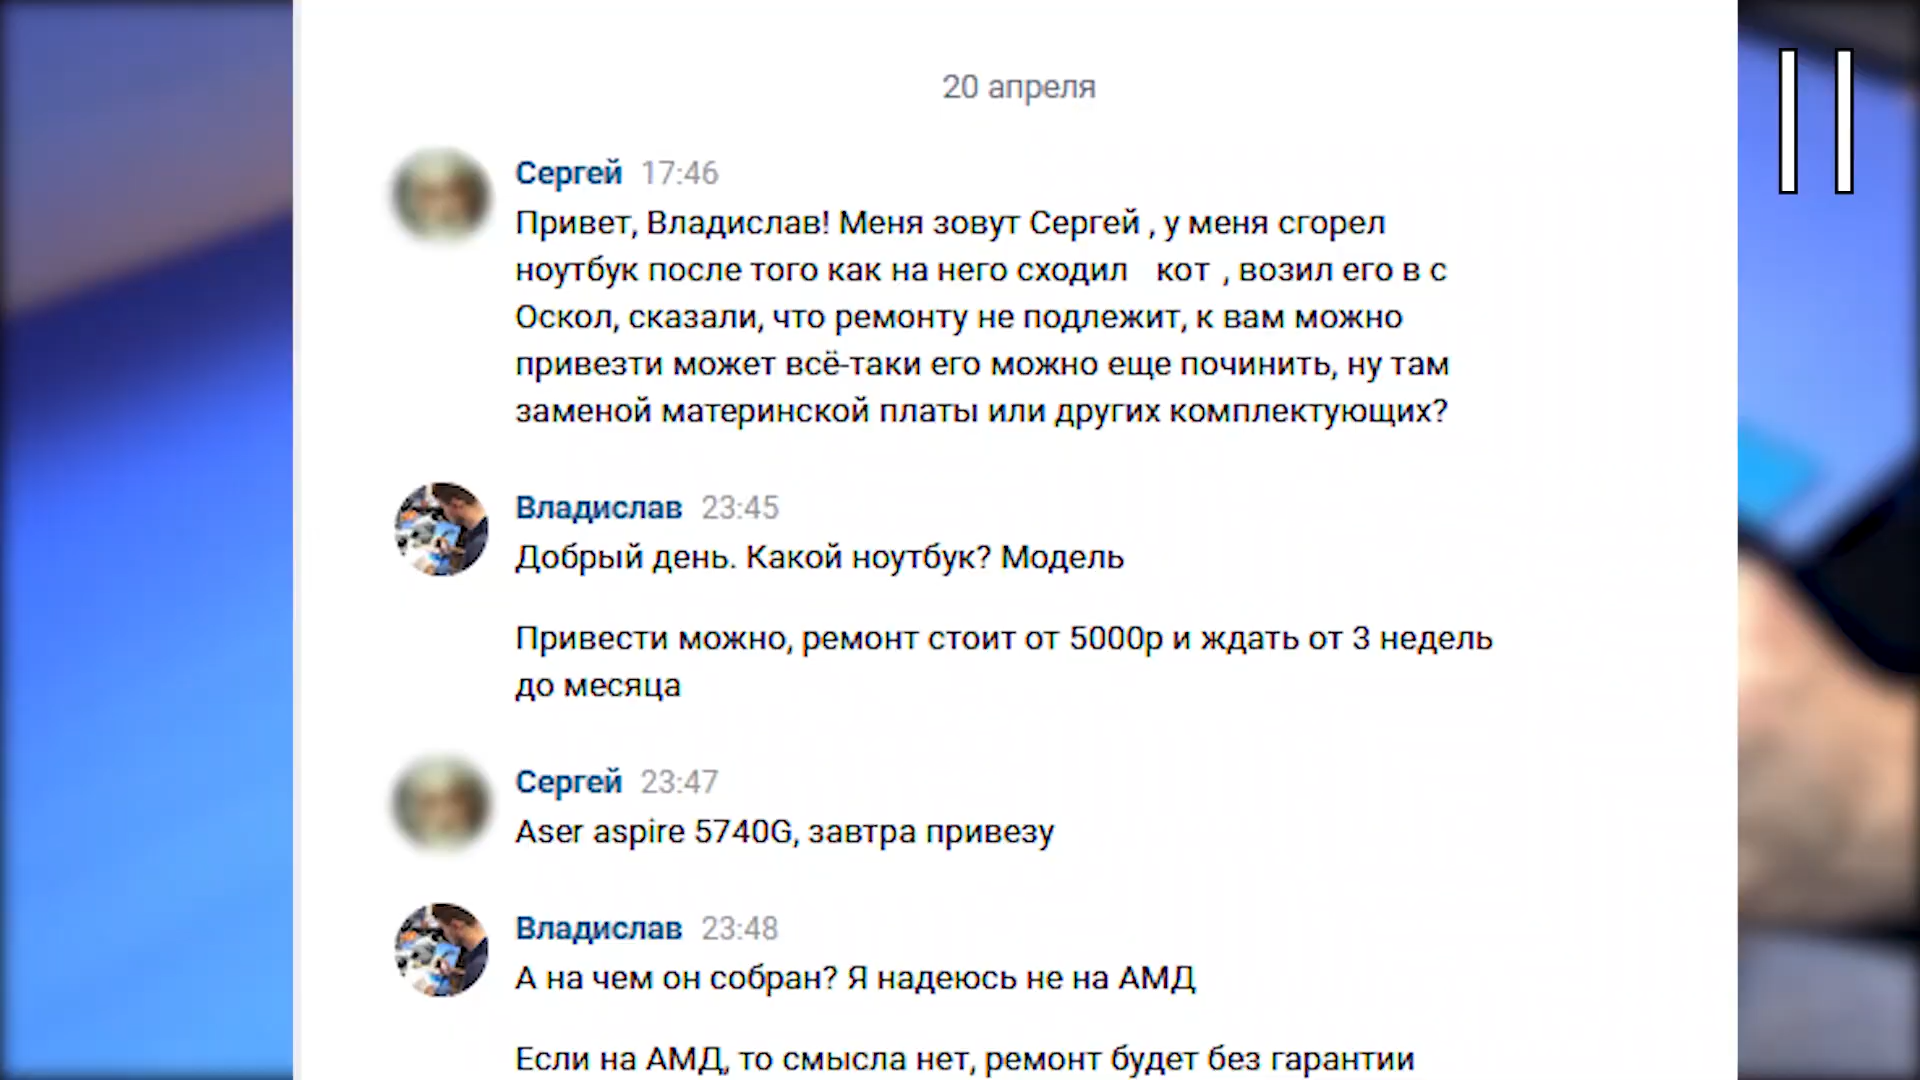 20 апреля
Сергей 17:46
Привет, Владислав! Меня зовут Сергей , у меня сгорел
ноутбук после того как на него сходил кот , возил его в с
Оскол, сказали, что ремонту не подлежит, к вам можно
привезти может всё-таки его можно еще починить, ну там
заменой материнской платы или других комплектующих?
Владислав 23:45
Добрый день. Какой ноутбук? Модель
Привести можно, ремонт стоит от 5000р и ждать от 3 недель
до месяца
Сергей 23:47
Aser aspire 5740G, завтра привезу
Владислав 23:48
А на чем он собран? Я надеюсь не на АМД
Если на АМД, то смысла нет, ремонт будет без гарантии